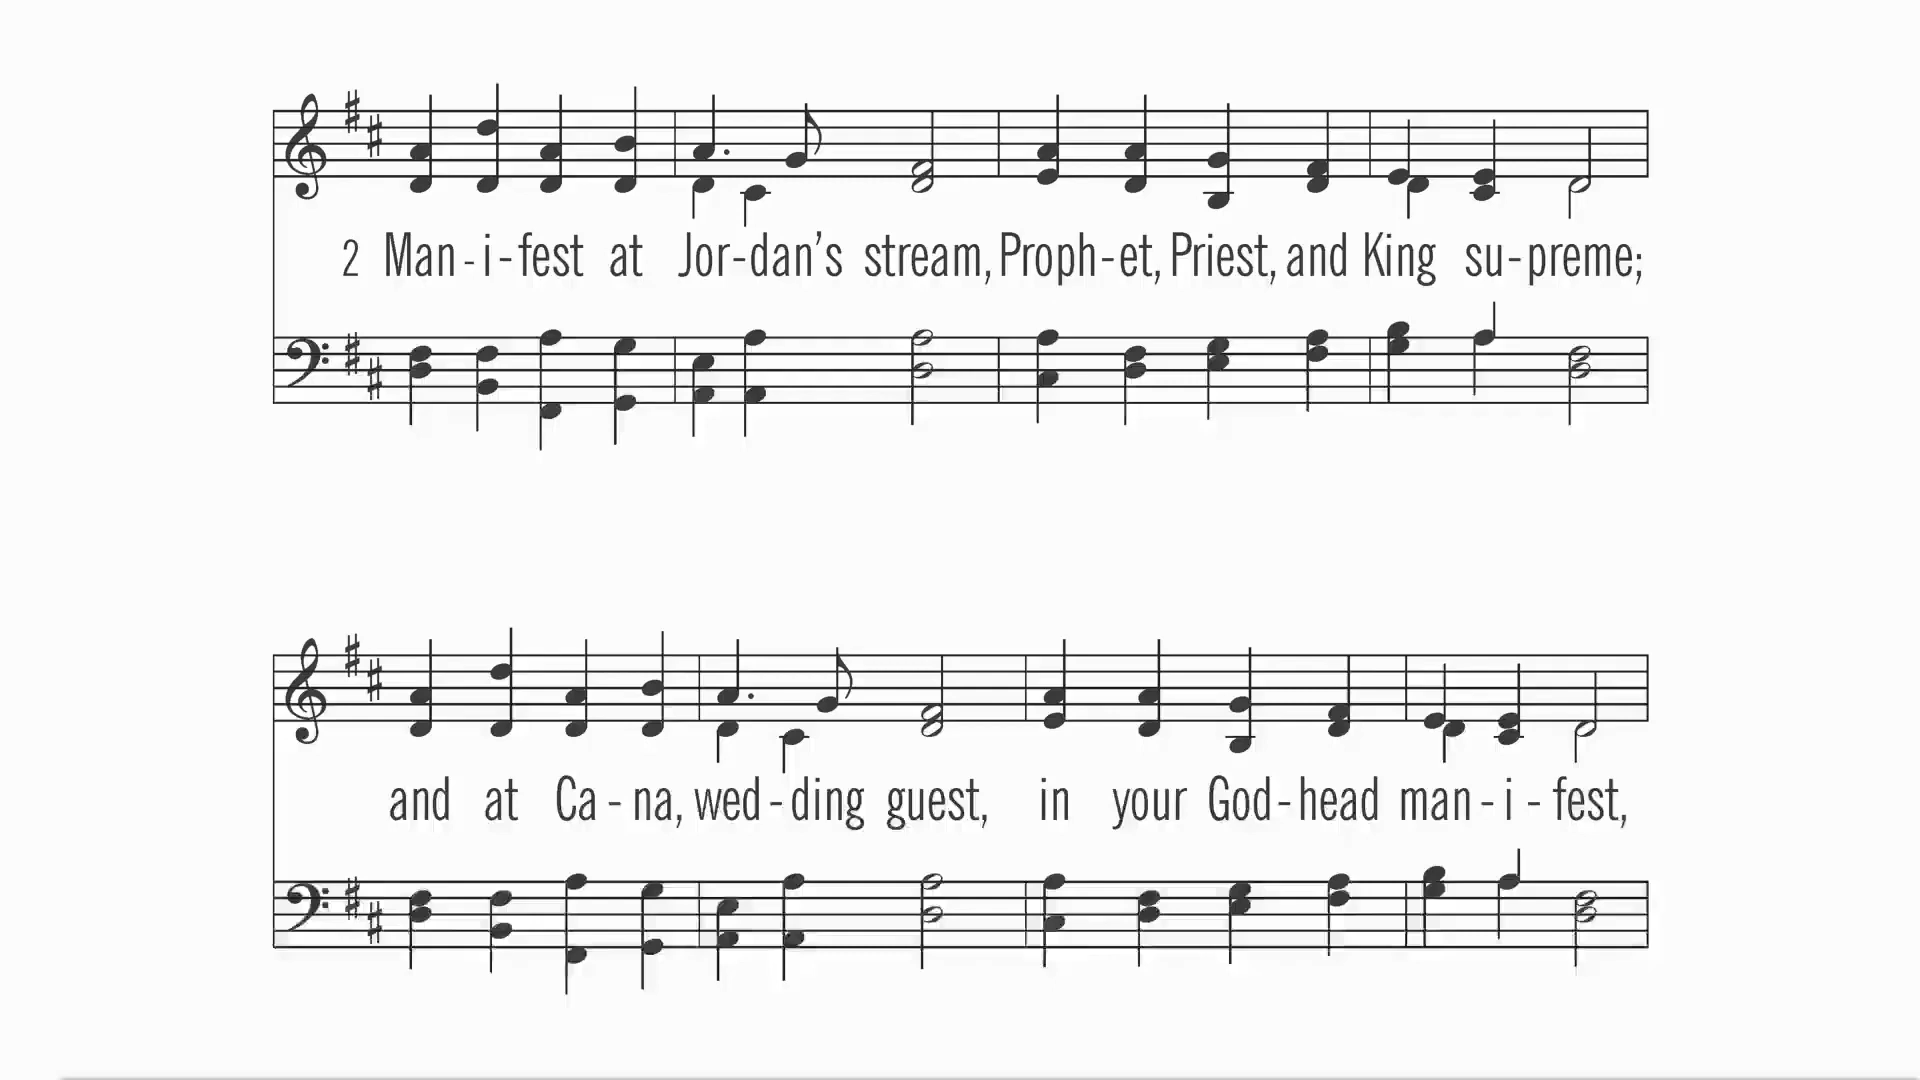 2 Man-i-fest at Jor-dan’s stream, Proph-et, Priest, and King su-preme;
and at Ca-na, wed-ding guest, in your God-head man-i-fest,